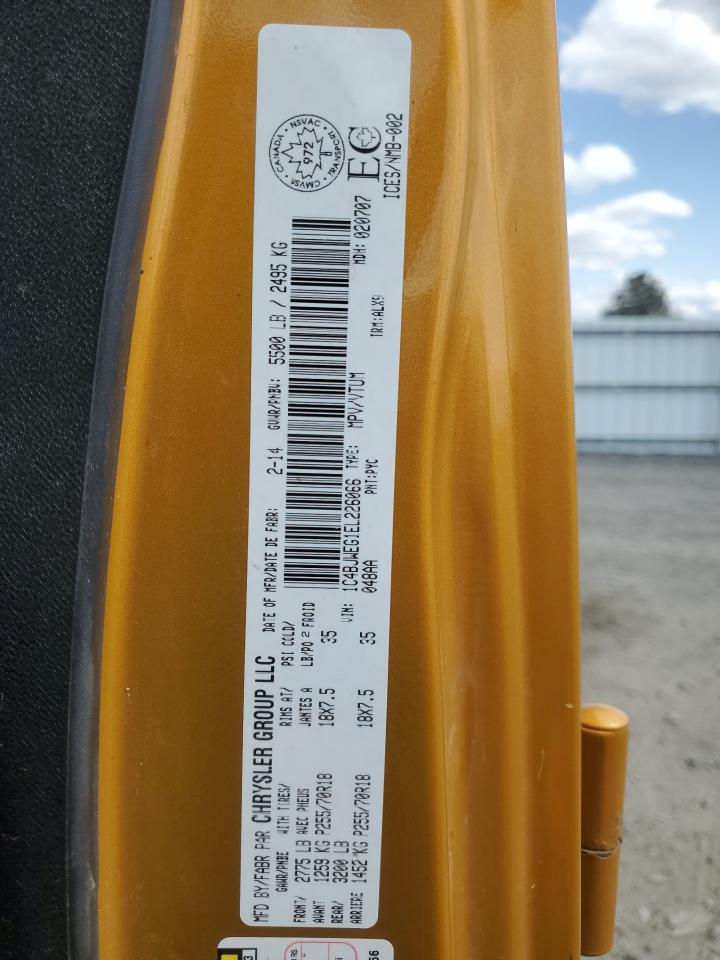 MFD BY/FABR PAR CHRYSLER GROUP LLC
DATE OF MFR/DATE DE FABR: 2-14 GVWR/PNBV: 5500 LB / 2495 KG
GAWR/PNBE WITH TIRES/ RIMS AT/ PSI COLD/
FRONT/ 2775 LB AVEC PNEUS JANTES A LB/PO2 FROID
AVANT 1259 KG P255/70R18 18X7.5 35
REAR/ 3200 LB
ARRIERE 1452 KG P255/70R18 18X7.5 35
VIN: 1C4BJWEG1EL226066 TYPE: MPV/VTUM MDH: 020707
048AA PNT:PYC TRM:ALX9
CANADA • NSVAC • TRANSPORT • CMVSS
972
EC
ICES/NMB-002